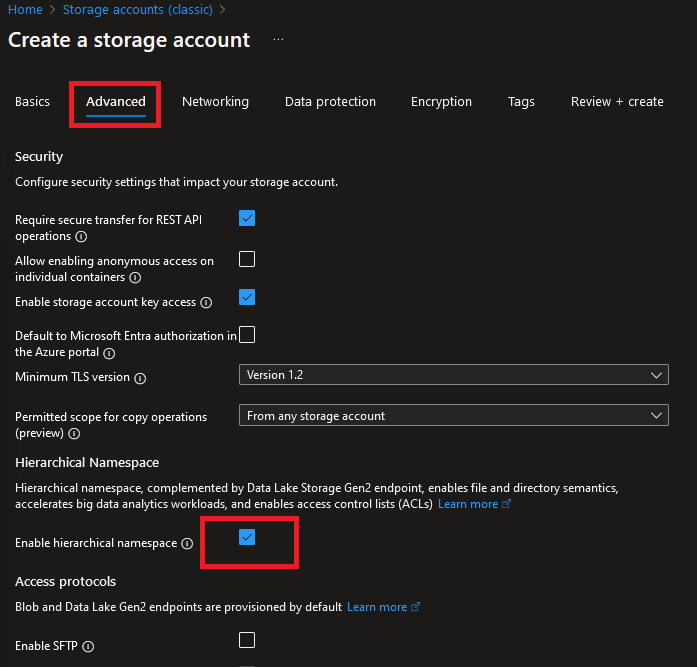 Home > Storage accounts (classic) >
Create a storage account ...
Basics Advanced Networking Data protection Encryption Tags Review + create
Security
Configure security settings that impact your storage account.
Require secure transfer for REST API
operations
Allow enabling anonymous access on
individual containers
Enable storage account key access
Default to Microsoft Entra authorization in
the Azure portal
Minimum TLS version Version 1.2
Permitted scope for copy operations
(preview) From any storage account
Hierarchical Namespace
Hierarchical namespace, complemented by Data Lake Storage Gen2 endpoint, enables file and directory semantics,
accelerates big data analytics workloads, and enables access control lists (ACLs) Learn more
Enable hierarchical namespace
Access protocols
Blob and Data Lake Gen2 endpoints are provisioned by default Learn more
Enable SFTP